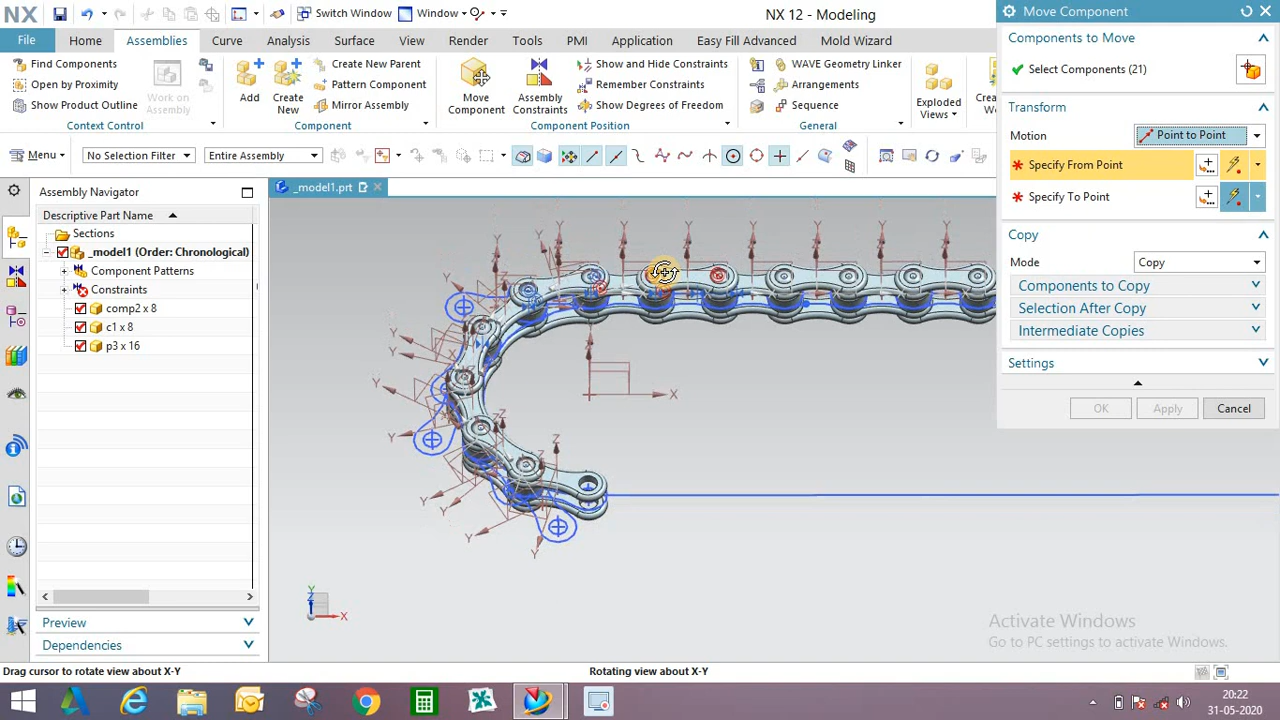 NX
Switch Window
Window
NX 12 - Modeling
Move Component
File
Home
Assemblies
Curve
Analysis
Surface
View
Render
Tools
PMI
Application
Easy Fill Advanced
Mold Wizard
Components to Move
Find Components
Open by Proximity
Show Product Outline
Work on Assembly
Add
Create New
Create New Parent
Pattern Component
Mirror Assembly
Move Component
Assembly Constraints
Show and Hide Constraints
Remember Constraints
Show Degrees of Freedom
WAVE Geometry Linker
Arrangements
Sequence
Exploded Views
Select Components (21)
Context Control
Component
Component Position
General
Transform
Motion
Point to Point
Menu
No Selection Filter
Entire Assembly
Specify From Point
Specify To Point
Assembly Navigator
_model1.prt
Descriptive Part Name
Sections
_model1 (Order: Chronological)
Component Patterns
Constraints
comp2 x 8
c1 x 8
p3 x 16
Copy
Mode
Copy
Components to Copy
Selection After Copy
Intermediate Copies
Settings
OK
Apply
Cancel
Y Y Y Y Y Y Y Y
X
Z
Y
Z
X
Preview
Dependencies
Activate Windows
Go to PC settings to activate Windows.
Drag cursor to rotate view about X-Y
Rotating view about X-Y
20:22
31-05-2020